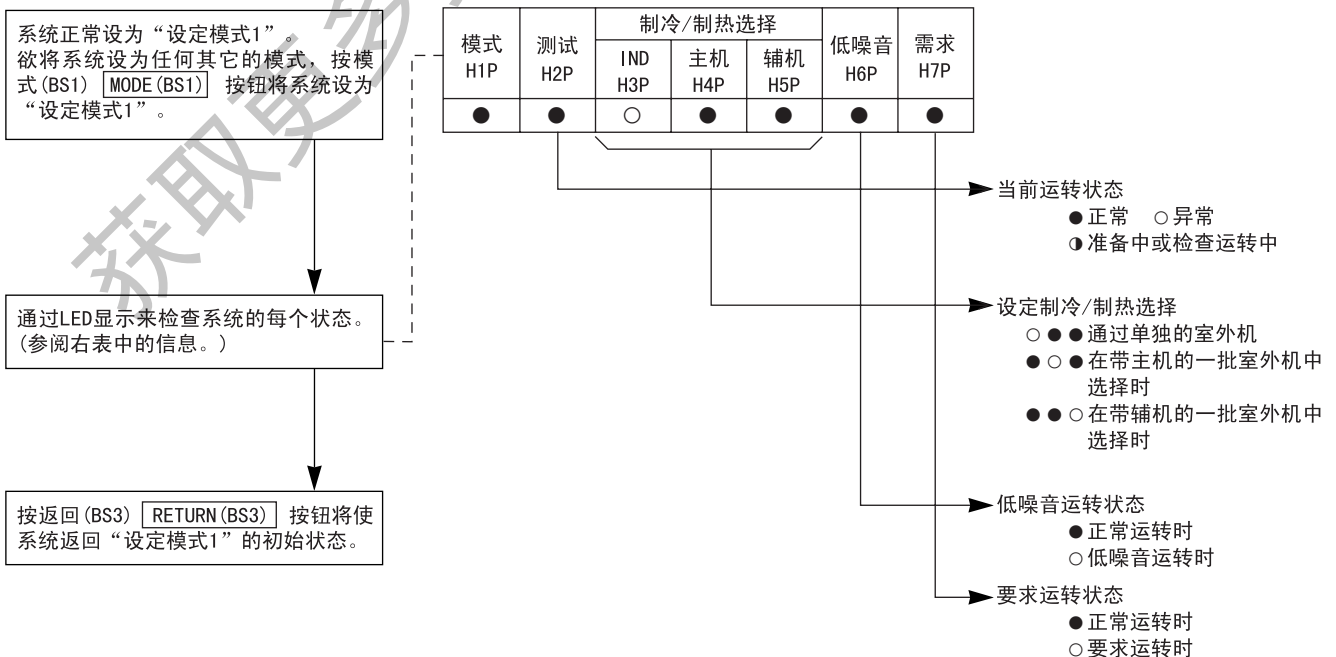 系统正常设为“设定模式1”。
欲将系统设为任何其它的模式，按模
式(BS1) MODE(BS1) 按钮将系统设为
“设定模式1”。
通过LED显示来检查系统的每个状态。
(参阅右表中的信息。)
按返回(BS3) RETURN(BS3) 按钮将使
系统返回“设定模式1”的初始状态。
模式
H1P
测试
H2P
制冷/制热选择
IND
H3P
主机
H4P
辅机
H5P
低噪音
H6P
需求
H7P
● ● ○ ● ● ● ●
当前运转状态
●正常 ○异常
◑准备中或检查运转中
设定制冷/制热选择
○●●通过单独的室外机
●○●在带主机的一批室外机中
选择时
●●○在带辅机的一批室外机中
选择时
低噪音运转状态
●正常运转时
○低噪音运转时
要求运转状态
●正常运转时
○要求运转时
获取更多